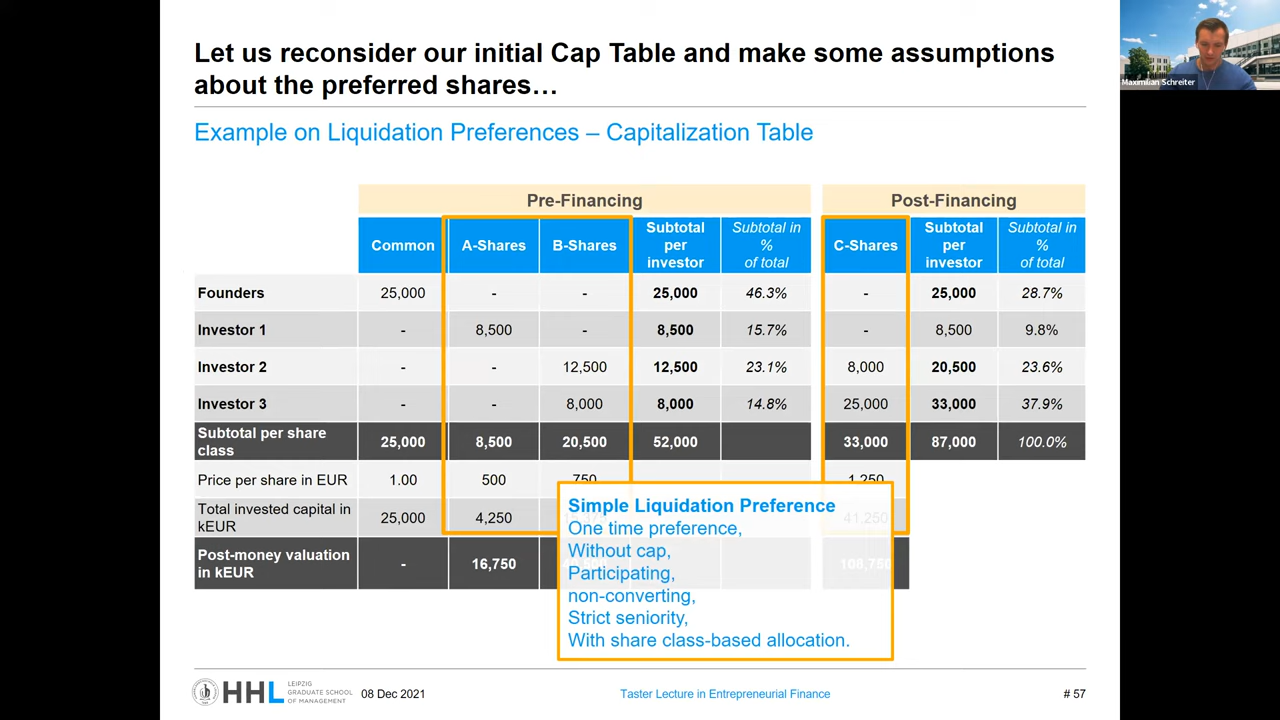 Let us reconsider our initial Cap Table and make some assumptions
about the preferred shares…
Maximilian Schreiter
Example on Liquidation Preferences – Capitalization Table
Pre-Financing Post-Financing
Common A-Shares B-Shares Subtotal per investor Subtotal in % of total C-Shares Subtotal per investor Subtotal in % of total
Founders 25,000 - - 25,000 46.3% - 25,000 28.7%
Investor 1 - 8,500 - 8,500 15.7% - 8,500 9.8%
Investor 2 - - 12,500 12,500 23.1% 8,000 20,500 23.6%
Investor 3 - - 8,000 8,000 14.8% 25,000 33,000 37.9%
Subtotal per share class 25,000 8,500 20,500 52,000 33,000 87,000 100.0%
Price per share in EUR 1.00 500 750 1,250
Total invested capital in kEUR 25,000 4,250 41.250
Post-money valuation in kEUR - 16,750 108,750
Simple Liquidation Preference
One time preference,
Without cap,
Participating,
non-converting,
Strict seniority,
With share class-based allocation.
HHL LEIPZIG
GRADUATE SCHOOL
OF MANAGEMENT
08 Dec 2021 Taster Lecture in Entrepreneurial Finance # 57